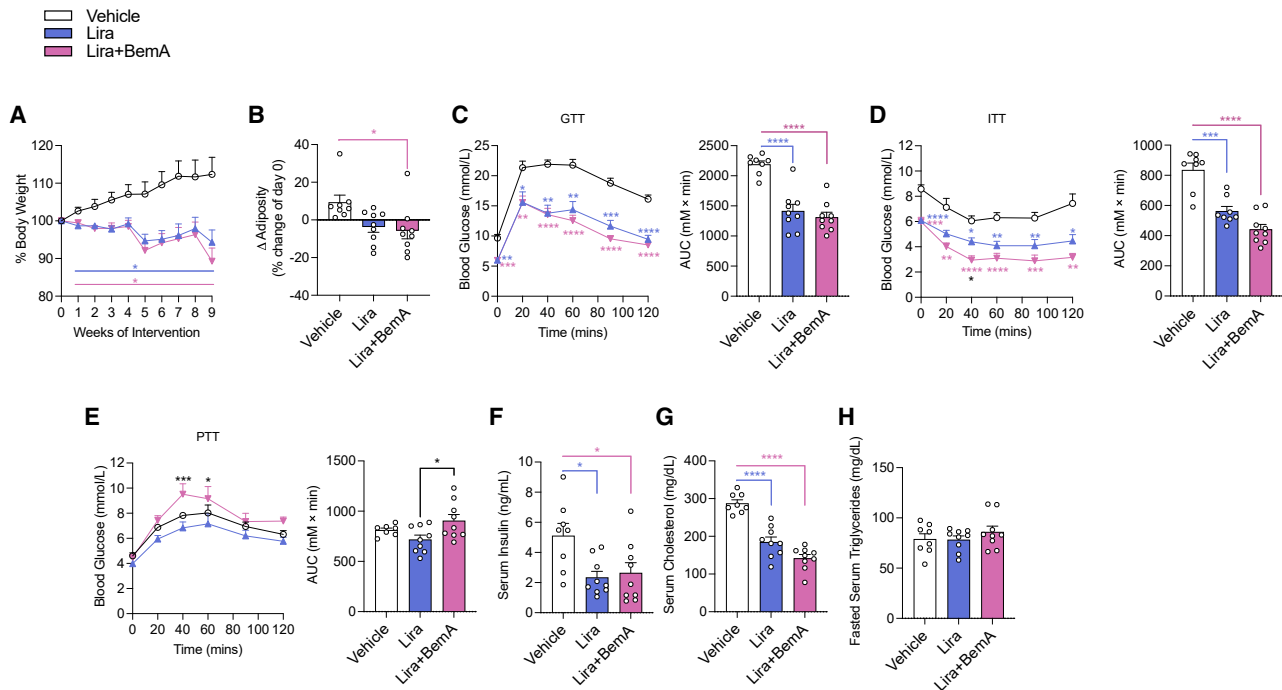 Vehicle
Lira
Lira+BemA
A
% Body Weight
120
110
100
90
80
*
*
0 1 2 3 4 5 6 7 8 9
Weeks of Intervention
B
Δ Adiposity
(% change of day 0)
40
20
0
-20
-40
*
Vehicle
Lira
Lira+BemA
C
GTT
Blood Glucose (mmol/L)
25
20
15
10
5
0
** * ** ** *** ****
*** ** **** **** **** ****
0 20 40 60 80 100 120
Time (mins)
AUC (mM × min)
2500
2000
1500
1000
500
0
****
****
Vehicle
Lira
Lira+BemA
D
ITT
Blood Glucose (mmol/L)
12
10
8
6
4
2
0
**** * ** ** *
*** ** **** **** *** **
*
0 20 40 60 80 100 120
Time (mins)
AUC (mM × min)
1000
800
600
400
200
0
****
***
Vehicle
Lira
Lira+BemA
E
PTT
Blood Glucose (mmol/L)
12
10
8
6
4
2
0
*** *
0 20 40 60 80 100 120
Time (mins)
AUC (mM × min)
1500
1000
500
0
*
Vehicle
Lira
Lira+BemA
F
Serum Insulin (ng/mL)
10
8
6
4
2
0
*
*
Vehicle
Lira
Lira+BemA
G
Serum Cholesterol (mg/dL)
400
300
200
100
0
****
****
Vehicle
Lira
Lira+BemA
H
Fasted Serum Triglycerides (mg/dL)
200
150
100
50
0
Vehicle
Lira
Lira+BemA